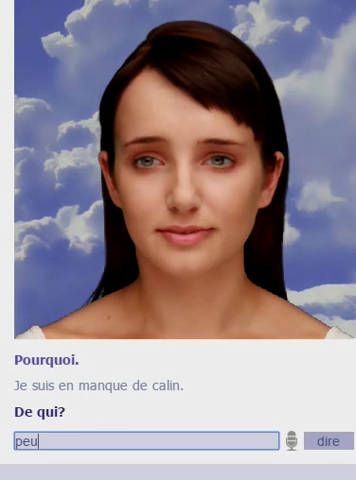 Pourquoi.
Je suis en manque de calin.
De qui?
peu
dire